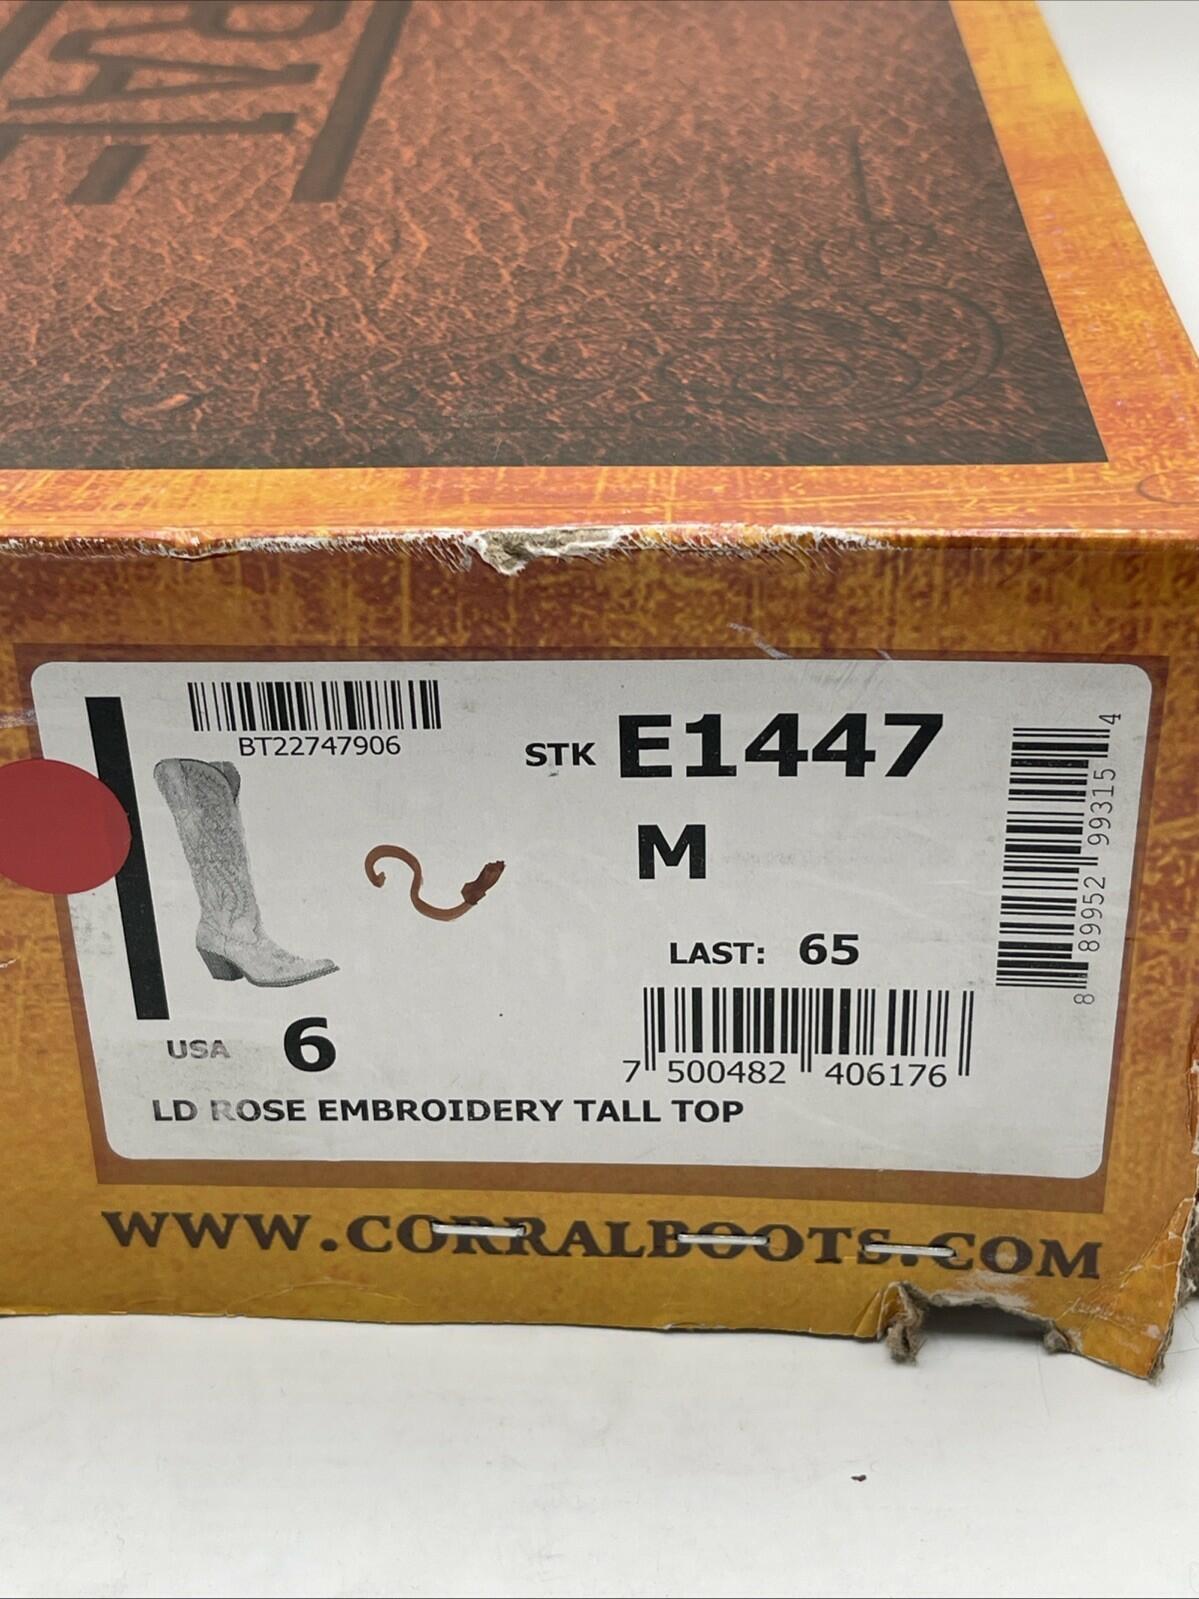 RAL
BT22747906
STK E1447
M
LAST: 65
USA 6
7 500482 406176
8 89952 99315 4
LD ROSE EMBROIDERY TALL TOP
WWW.CORRALBOOTS.COM